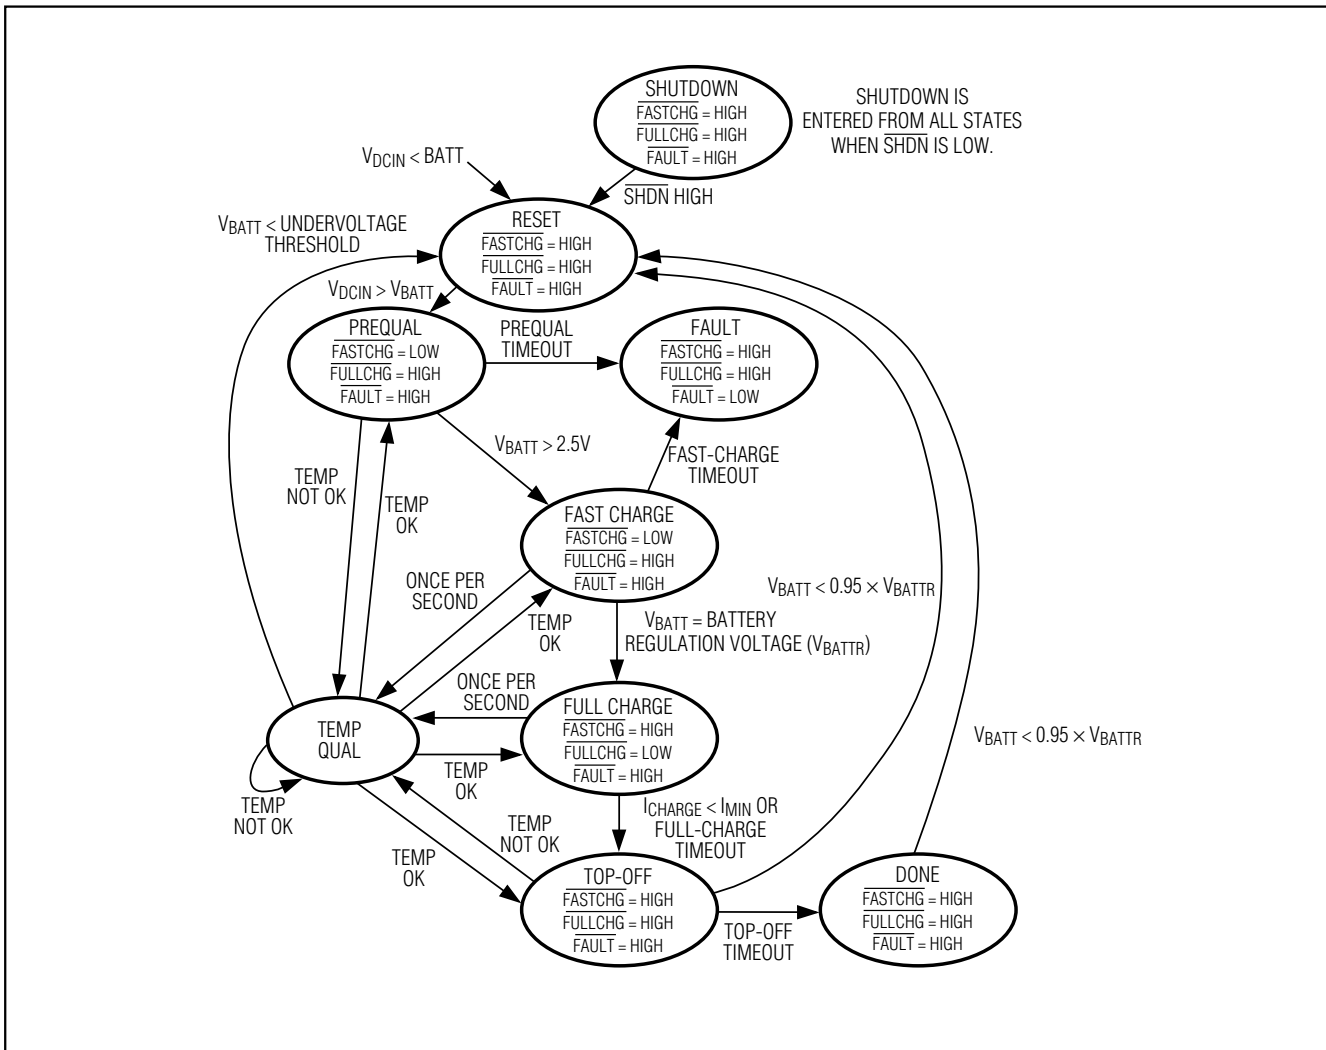 SHUTDOWN
FASTCHG = HIGH
FULLCHG = HIGH
FAULT = HIGH
SHUTDOWN IS
ENTERED FROM ALL STATES
WHEN SHDN IS LOW.
VDCIN < BATT
SHDN HIGH
RESET
FASTCHG = HIGH
FULLCHG = HIGH
FAULT = HIGH
VBATT < UNDERVOLTAGE
THRESHOLD
VDCIN > VBATT
PREQUAL
FASTCHG = LOW
FULLCHG = HIGH
FAULT = HIGH
PREQUAL
TIMEOUT
FAULT
FASTCHG = HIGH
FULLCHG = HIGH
FAULT = LOW
VBATT > 2.5V
FAST-CHARGE
TIMEOUT
TEMP
NOT OK
TEMP
OK
FAST CHARGE
FASTCHG = LOW
FULLCHG = HIGH
FAULT = HIGH
ONCE PER
SECOND
TEMP
OK
VBATT = BATTERY
REGULATION VOLTAGE (VBATTR)
VBATT < 0.95 × VBATTR
ONCE PER
SECOND
FULL CHARGE
FASTCHG = HIGH
FULLCHG = LOW
FAULT = HIGH
TEMP
QUAL
TEMP
OK
VBATT < 0.95 × VBATTR
TEMP
NOT OK
TEMP
NOT OK
TEMP
OK
ICHARGE < IMIN OR
FULL-CHARGE
TIMEOUT
TOP-OFF
FASTCHG = HIGH
FULLCHG = HIGH
FAULT = HIGH
TOP-OFF
TIMEOUT
DONE
FASTCHG = HIGH
FULLCHG = HIGH
FAULT = HIGH